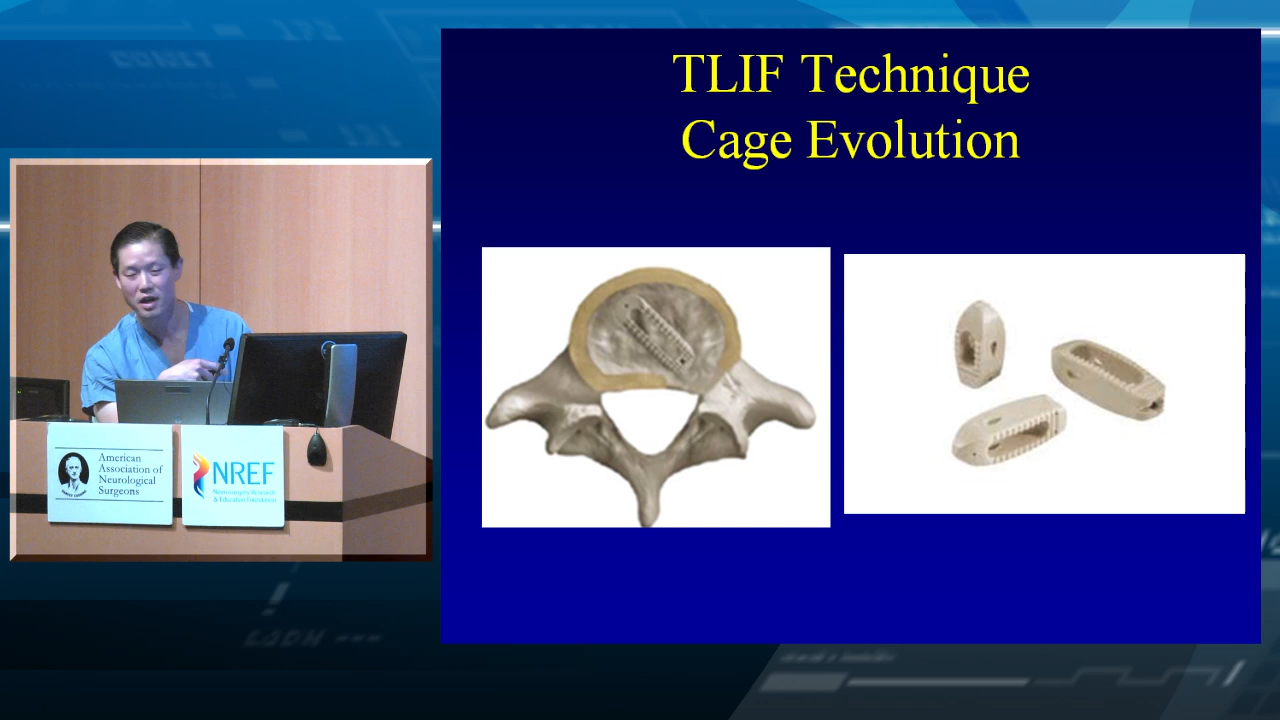 TLIF Technique
Cage Evolution
American
Association of
Neurological
Surgeons
NREF
Neurosurgery Research
& Education Foundation